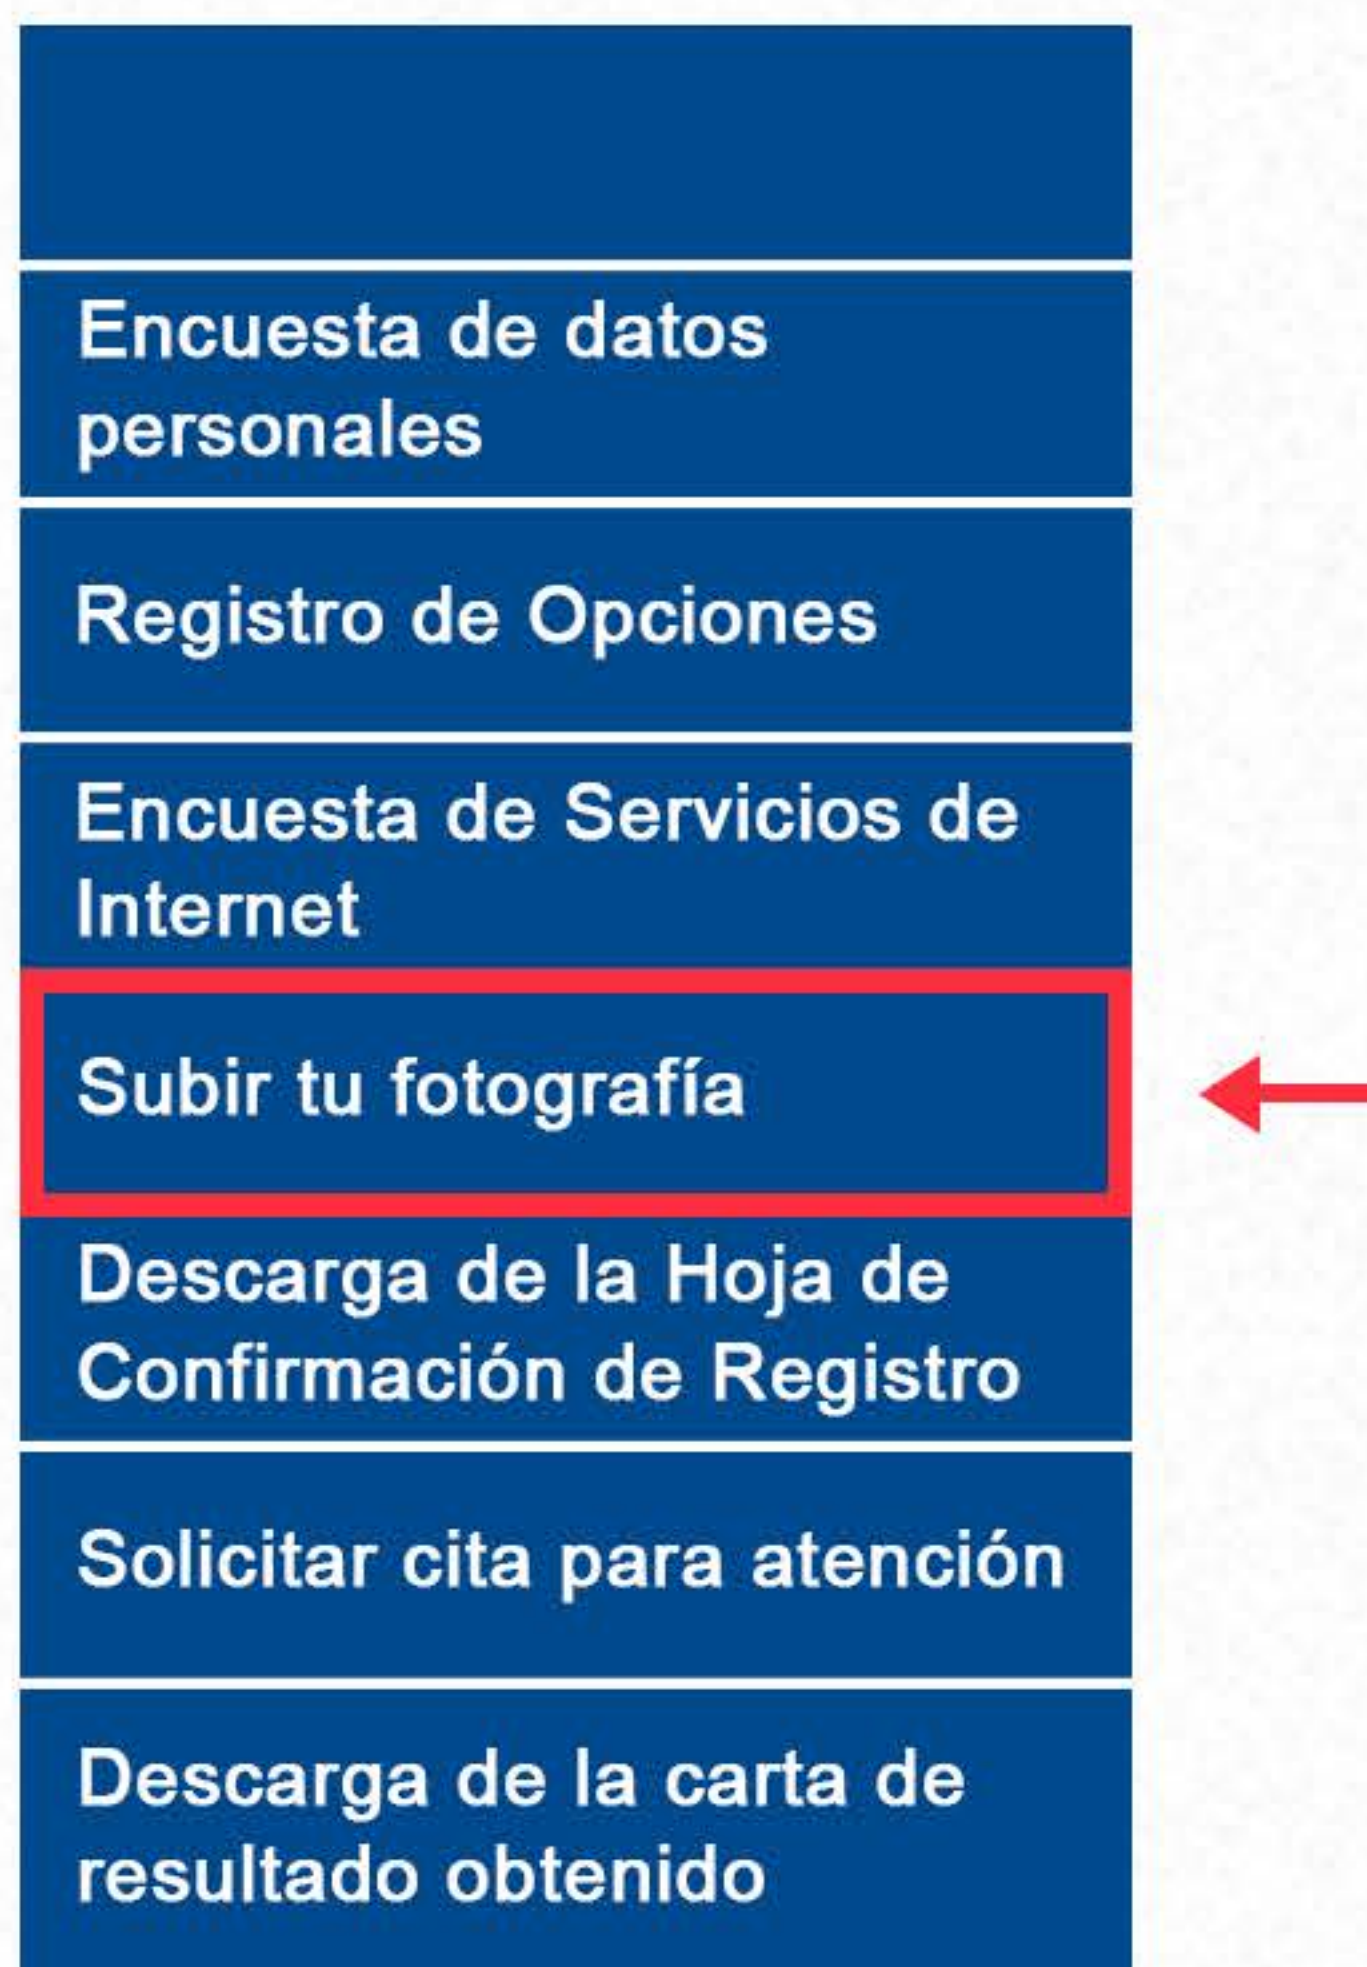 Encuesta de datos
personales
Registro de Opciones
Encuesta de Servicios de
Internet
Subir tu fotografía
Descarga de la Hoja de
Confirmación de Registro
Solicitar cita para atención
Descarga de la carta de
resultado obtenido